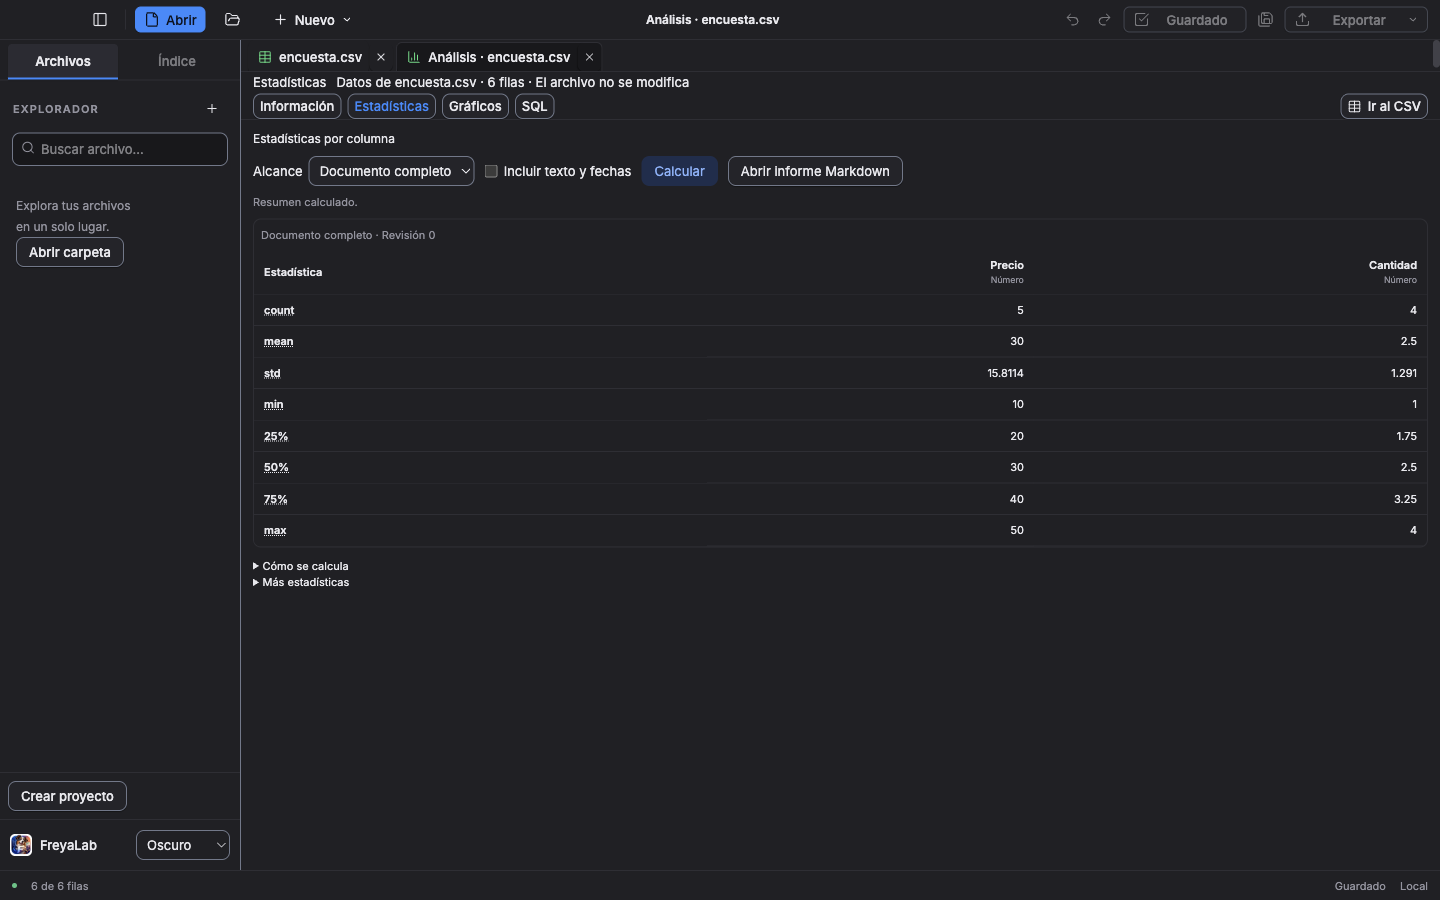 Abrir
Nuevo
Análisis · encuesta.csv
Guardado
Exportar
Archivos
Índice
encuesta.csv
Análisis · encuesta.csv
EXPLORADOR
Buscar archivo...
Explora tus archivos
en un solo lugar.
Abrir carpeta
Estadísticas Datos de encuesta.csv · 6 filas · El archivo no se modifica
Información
Estadísticas
Gráficos
SQL
Ir al CSV
Estadísticas por columna
Alcance
Documento completo
Incluir texto y fechas
Calcular
Abrir informe Markdown
Resumen calculado.
Documento completo · Revisión 0
Estadística Precio Cantidad
Número Número
count 5 4
mean 30 2.5
std 15.8114 1.291
min 10 1
25% 20 1.75
50% 30 2.5
75% 40 3.25
max 50 4
Cómo se calcula
Más estadísticas
Crear proyecto
FreyaLab
Oscuro
6 de 6 filas
Guardado
Local